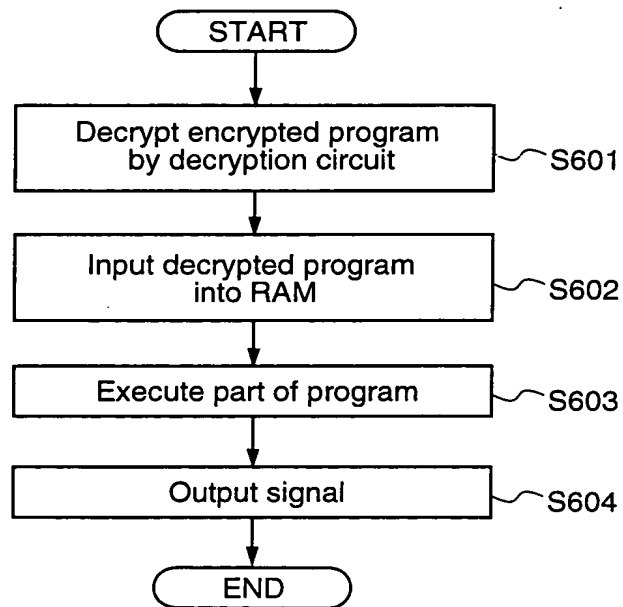 START
Decrypt encrypted program
by decryption circuit
S601
Input decrypted program
into RAM
S602
Execute part of program
S603
Output signal
S604
END